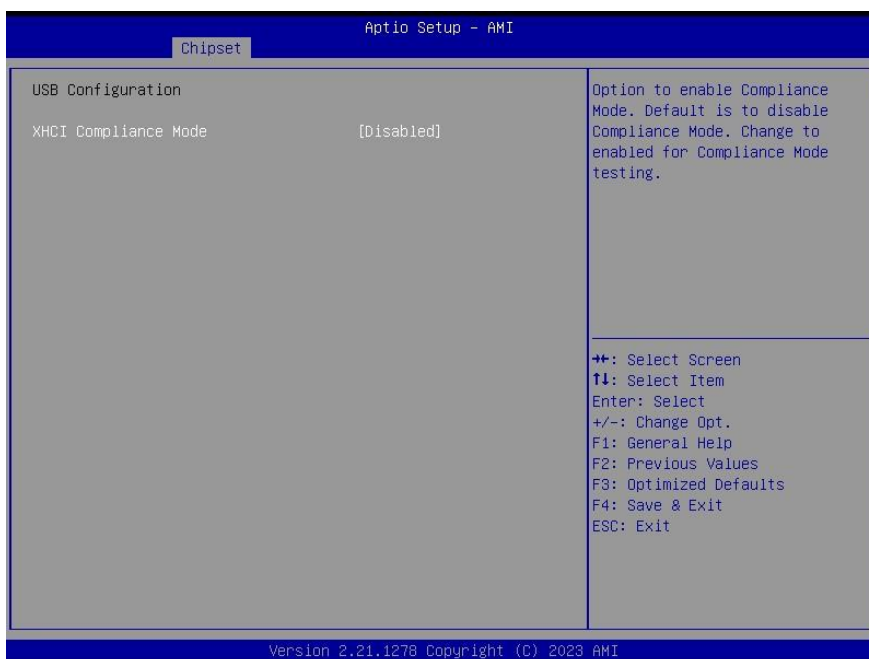 Aptio Setup - AMI
Chipset
USB Configuration
XHCI Compliance Mode [Disabled]
Option to enable Compliance
Mode. Default is to disable
Compliance Mode. Change to
enabled for Compliance Mode
testing.
→←: Select Screen
↑↓: Select Item
Enter: Select
+/-: Change Opt.
F1: General Help
F2: Previous Values
F3: Optimized Defaults
F4: Save & Exit
ESC: Exit
Version 2.21.1278 Copyright (C) 2023 AMI